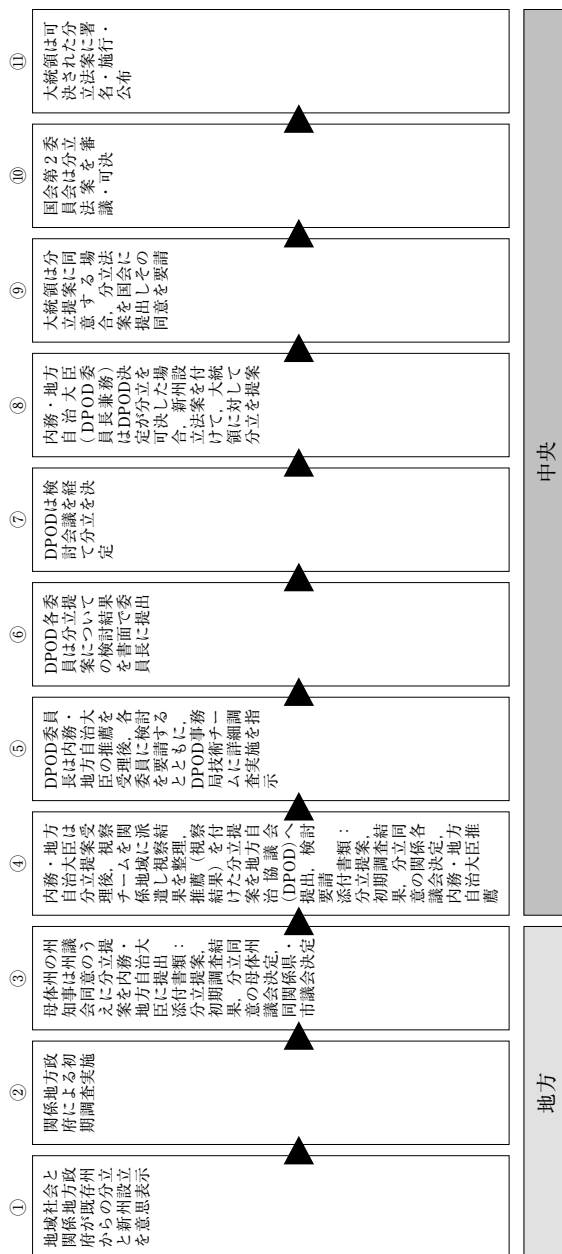 ①
地域社会と
関係地方政
府が既存州
からの分立
と新州設立
を意思表示
②
関係地方政
府による初
期調査実施
③
母体州の州
知事は州議
会同意のう
えに分立提
案を内務・
地方自治大
臣に提出
添付書類：
分立提案，
初期調査結
果，分立同
意の母体州
議会決定，
同関係県・
市議会決定
④
内務・地方
自治大臣は
分立提案受
理後，視察
チームを関
係地域に派
遣し視察結
果を整理，
推薦（視察
結果）を付
けた分立提
案を地方自
治協議会
（DPOD）へ
提出，検討
要請
添付書類：
分立提案，
初期調査結
果，分立同
意の関係各
議会決定，
内務・地方
自治大臣推
薦
⑤
DPOD委員
長は内務・
地方自治大
臣の推薦を
受理後，各
委員に検討
を要請する
とともに，
DPOD事務
局技術チー
ムに詳細調
査実施を指
示
⑥
DPOD各委
員は分立提
案について
の検討結果
を書面で委
員長に提出
⑦
DPODは検
討会議を経
て分立を決
定
⑧
内務・地方
自治大臣
（DPOD委
員長兼務）
はDPOD決
定が分立を
可決した場
合，新州設
立法案を付
けて，大統
領に対して
分立を提案
⑨
大統領は分
立提案に同
意する場
合，分立法
案を国会に
提出しその
同意を要請
⑩
国会第2委
員会は分立
法案を審
議・可決
⑪
大統領は可
決された分
立法案に署
名・施行・
公布
地方
中央